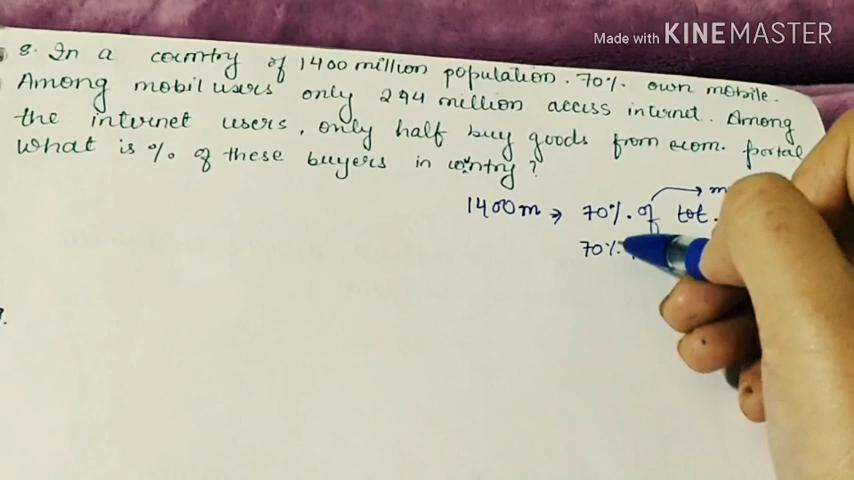 Made with KINEMASTER
8. In a country of 1400 million population. 70% own mobile.
Among mobil users only 294 million access internet. Among
the internet users, only half buy goods from ecom. portal
What is % of these buyers in country?
1400m → 70% of tot.
70%